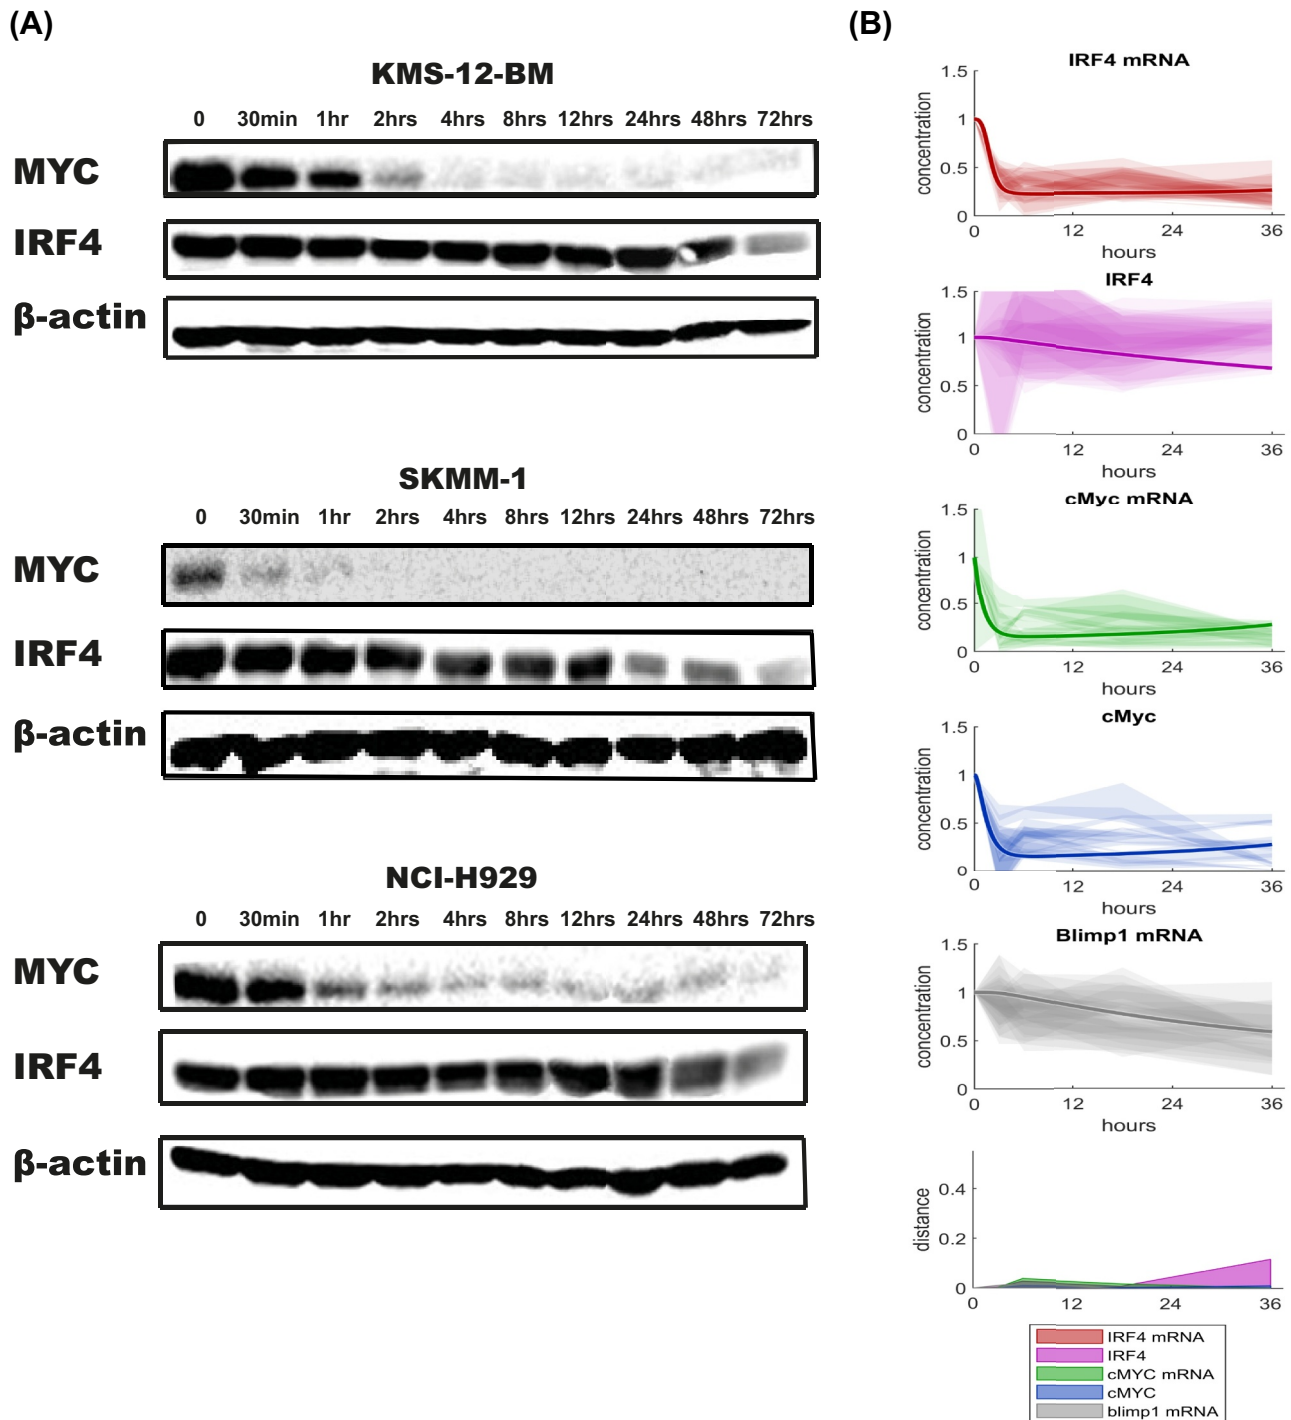 (A)
KMS-12-BM
0 30min 1hr 2hrs 4hrs 8hrs 12hrs 24hrs 48hrs 72hrs
MYC
IRF4
β-actin
SKMM-1
0 30min 1hr 2hrs 4hrs 8hrs 12hrs 24hrs 48hrs 72hrs
MYC
IRF4
β-actin
NCI-H929
0 30min 1hr 2hrs 4hrs 8hrs 12hrs 24hrs 48hrs 72hrs
MYC
IRF4
β-actin
(B)
IRF4 mRNA
concentration
1.5
1
0.5
0
0 12 24 36
hours
IRF4
concentration
1.5
1
0.5
0
0 12 24 36
hours
cMyc mRNA
concentration
1.5
1
0.5
0
0 12 24 36
hours
cMyc
concentration
1.5
1
0.5
0
0 12 24 36
hours
Blimp1 mRNA
concentration
1.5
1
0.5
0
0 12 24 36
hours
distance
0.4
0.2
0
0 12 24 36
IRF4 mRNA
IRF4
cMYC mRNA
cMYC
blimp1 mRNA